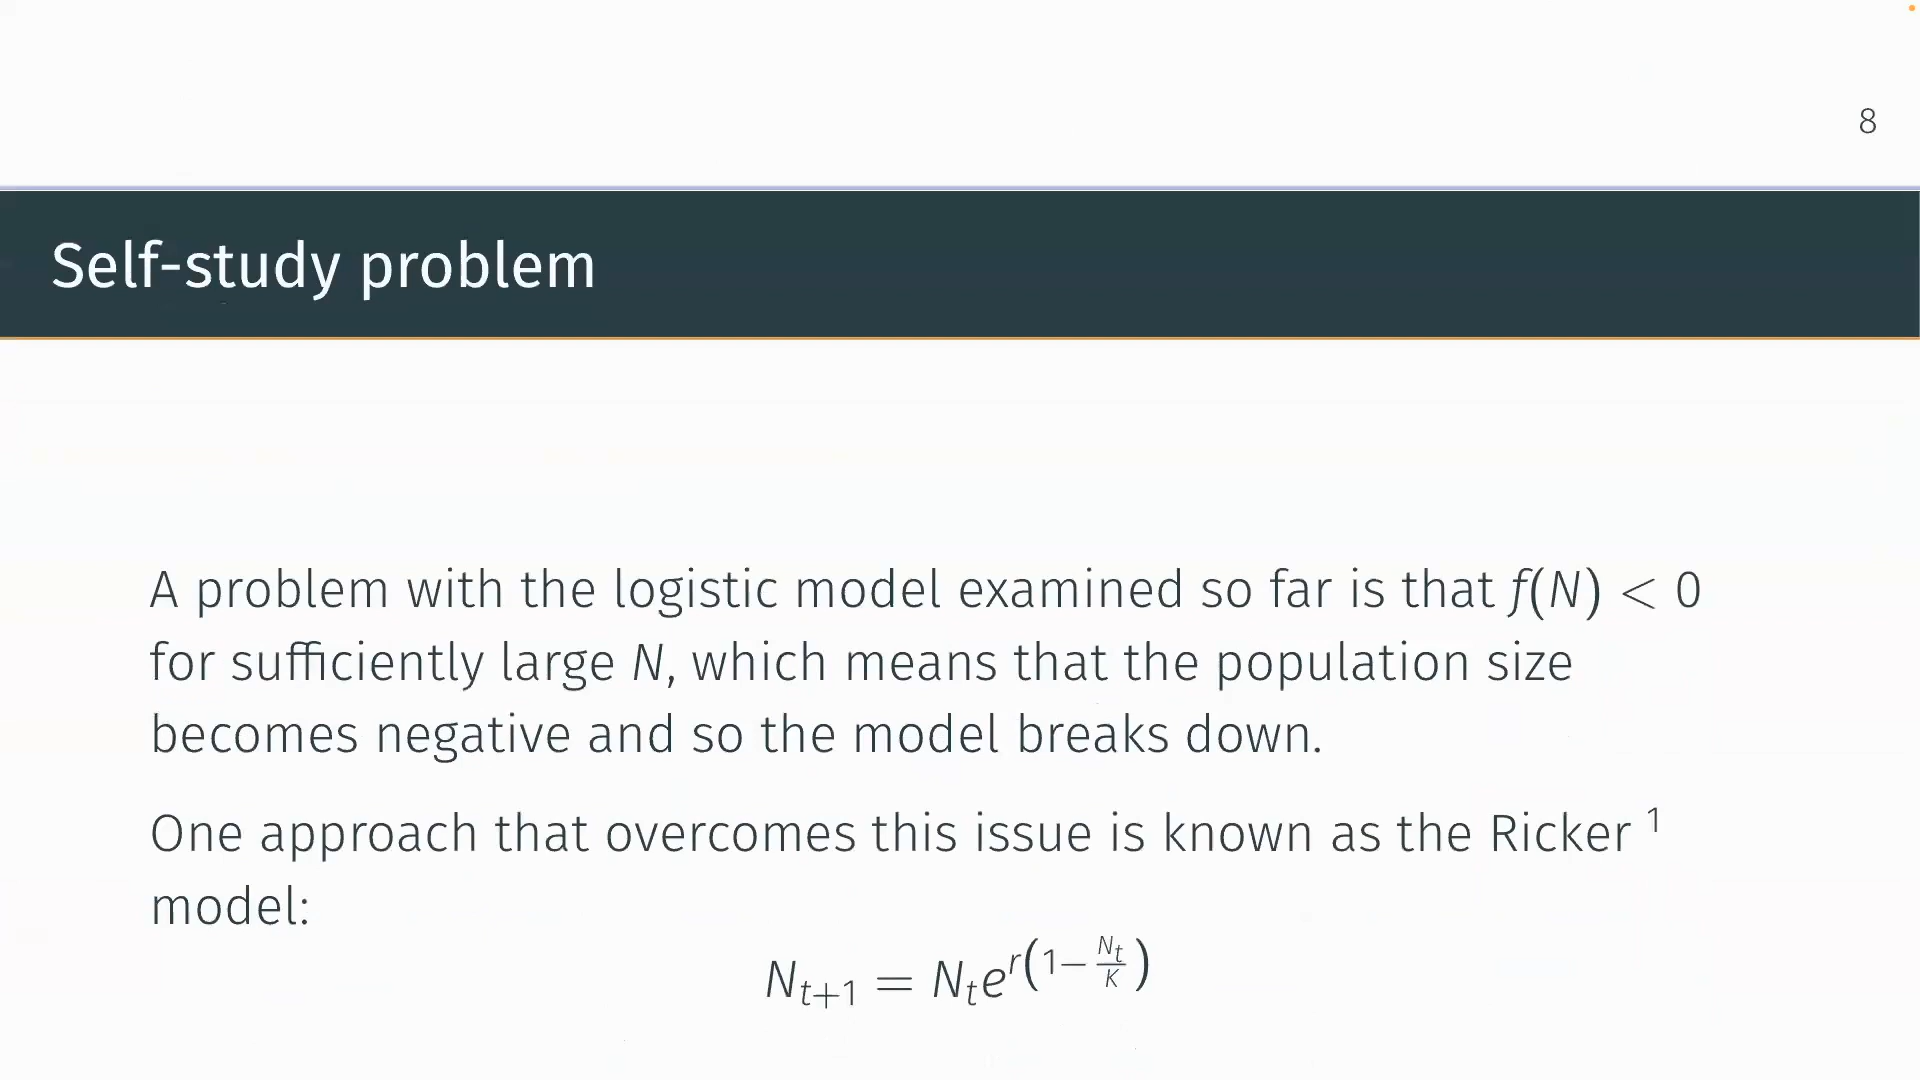 8
Self-study problem
A problem with the logistic model examined so far is that f(N) < 0
for sufficiently large N, which means that the population size
becomes negative and so the model breaks down.
One approach that overcomes this issue is known as the Ricker ¹
model:
N_{t+1} = N_t e^{r(1 - \frac{N_t}{K})}